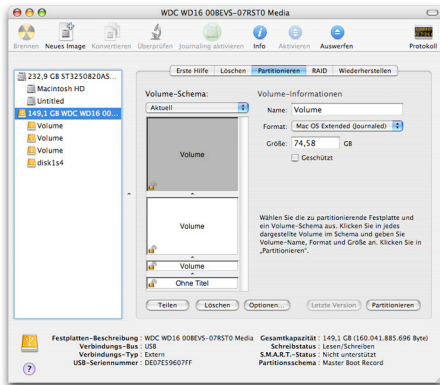 WDC WD16 00BEVS-07RST0 Media
Brennen Neues Image Konvertieren Überprüfen Journaling aktivieren Info Aktivieren Auswerfen Protokoll
232,9 GB ST3250820AS...
Macintosh HD
Untitled
149,1 GB WDC WD16 00...
Volume
Volume
Volume
disk1s4
Erste Hilfe Löschen Partitionieren RAID Wiederherstellen
Volume-Schema:
Aktuell
Volume
Volume
Volume
Ohne Titel
Volume-Informationen
Name: Volume
Format: Mac OS Extended (Journaled)
Größe: 74,58 GB
Geschützt
Wählen Sie die zu partitionierende Festplatte und
ein Volume-Schema aus. Klicken Sie in jedes
dargestellte Volume im Schema und geben Sie
Volume-Name, Format und Größe an. Klicken Sie in
„Partitionieren".
Teilen Löschen Optionen... Letzte Version Partitionieren
Festplatten-Beschreibung : WDC WD16 00BEVS-07RST0 Media
Verbindungs-Bus : USB
Verbindungs-Typ : Extern
USB-Seriennummer : DE07E59607FF
Gesamtkapazität : 149,1 GB (160.041.885.696 Byte)
Schreibstatus : Lesen/Schreiben
S.M.A.R.T.-Status : Nicht unterstützt
Partitionsschema : Master Boot Record
?